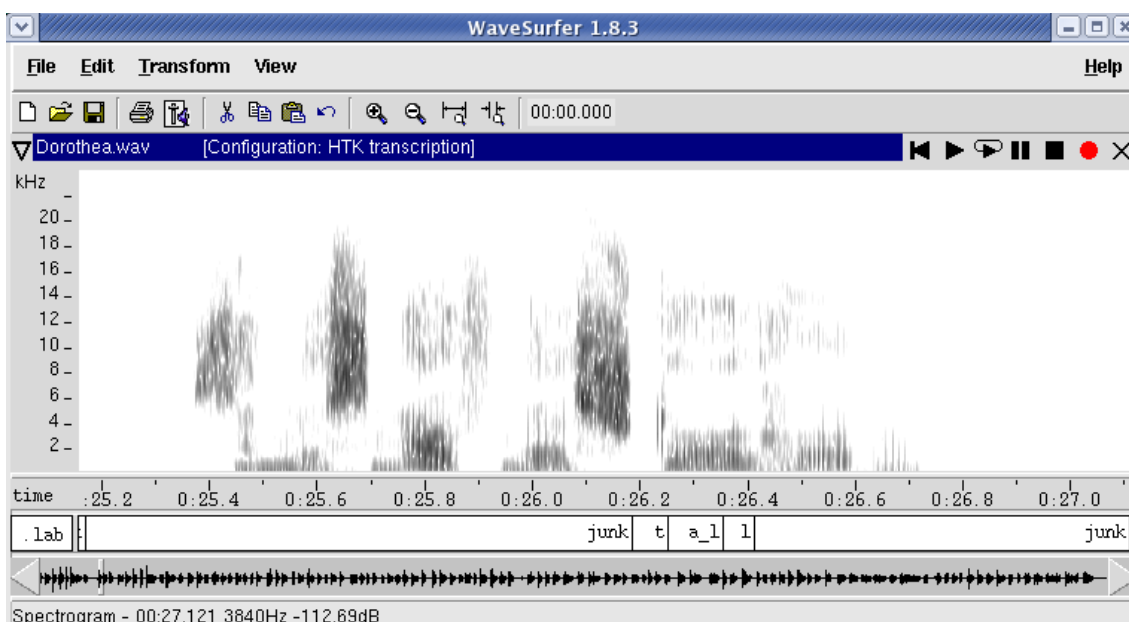 WaveSurfer 1.8.3
File Edit Transform View Help
00:00.000
Dorothea.wav [Configuration: HTK transcription]
kHz
20
18
16
14
12
10
8
6
4
2
time :25.2 0:25.4 0:25.6 0:25.8 0:26.0 0:26.2 0:26.4 0:26.6 0:26.8 0:27.0
.lab junk t a_l l junk
Spectrogram - 00:27.121 3840Hz -112.69dB